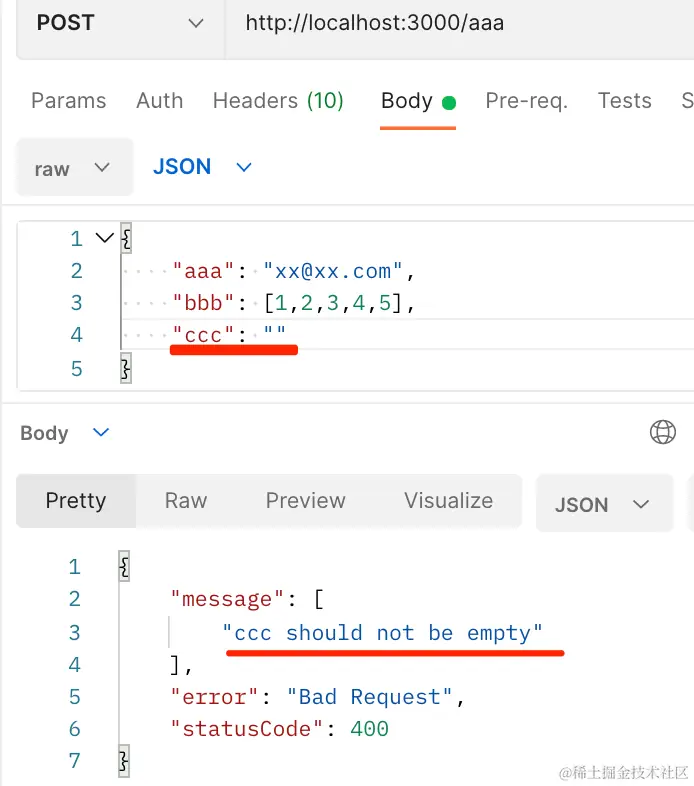 POST http://localhost:3000/aaa
Params Auth Headers (10) Body Pre-req. Tests S
raw JSON
1 {
2 "aaa": "xx@xx.com",
3 "bbb": [1,2,3,4,5],
4 "ccc": ""
5 }
Body
Pretty Raw Preview Visualize JSON
1 {
2 "message": [
3 "ccc should not be empty"
4 ],
5 "error": "Bad Request",
6 "statusCode": 400
7 }
@稀土掘金技术社区